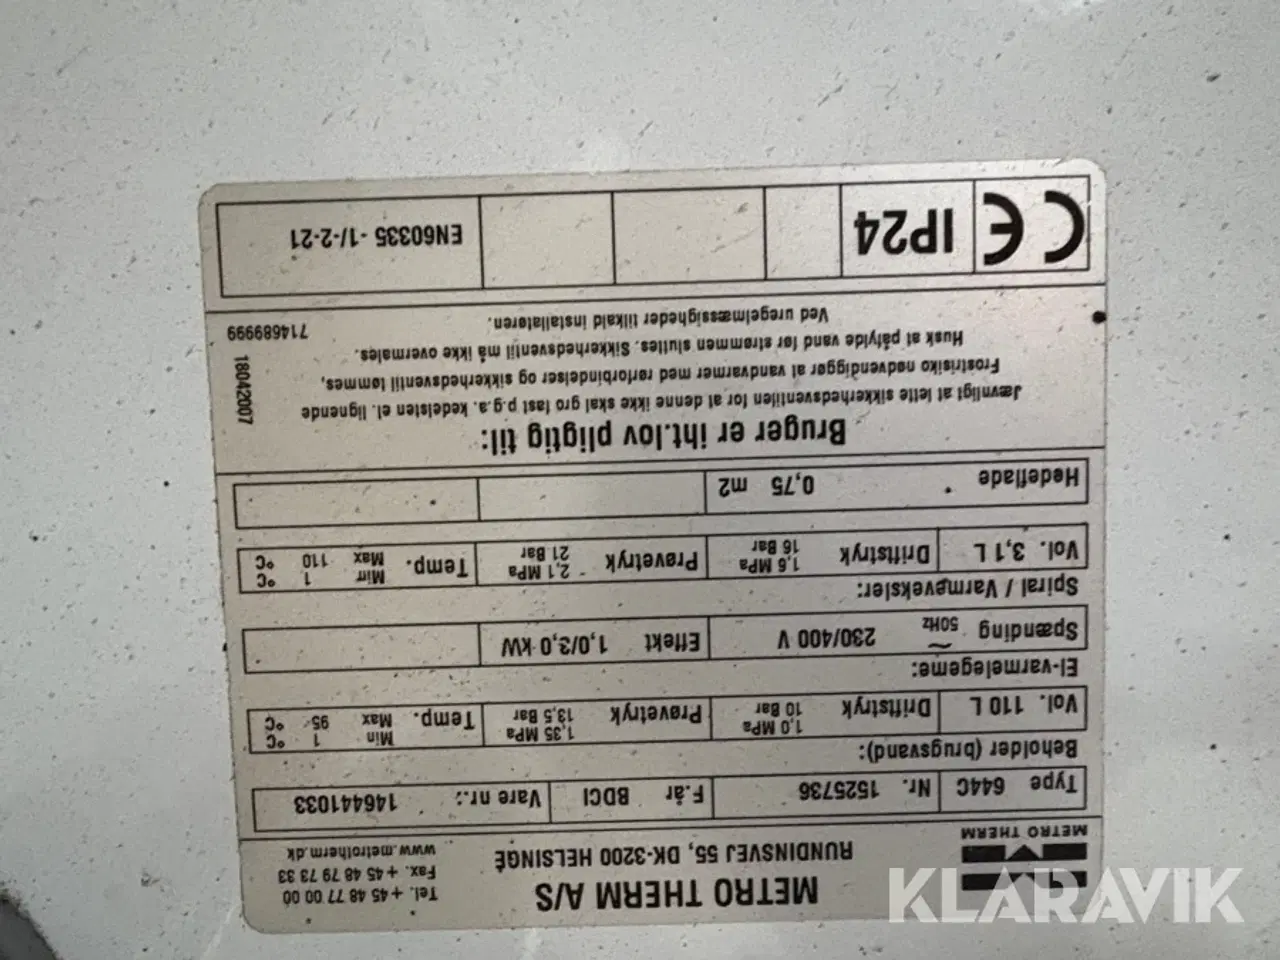 METRO THERM
METRO THERM A/S
RUNDINSVEJ 55, DK-3200 HELSINGE
Tel. + 45 48 77 00 00
Fax. + 45 48 79 73 33
www.metrotherm.dk
Type 644C Nr. 1525736 F.år BDCI Vare nr.: 146441033
Beholder (brugsvand):
Vol. 110 L Driftstryk 1,0 MPa 10 Bar Prøvetryk 1,35 MPa 13,5 Bar Temp. Min 1 °C Max 95 °C
El-varmelegeme:
Spænding 230/400 V ~ 50Hz Effekt 1,0/3,0 kW
Spiral / Varmeveksler:
Vol. 3,1 L Driftstryk 1,6 MPa 16 Bar Prøvetryk 2,1 MPa 21 Bar Temp. Min 1 °C Max 110 °C
Hedeflade 0,75 m2
Bruger er iht.lov pligtig til:
Jævnligt at lette sikkerhedsventilen for at denne ikke skal gro fast p.g.a. kedelsten el. lignende
Frostrisiko nødvendiggør at vandvarmer med rørforbindelser og sikkerhedsventil tømmes,
Husk at påfylde vand før strømmen sluttes. Sikkerhedsventil må ikke overmales.
Ved uregelmæssigheder tilkald installatøren.
18042007
714689999
CE IP24 EN60335 -1/-2-21
KLARAVIK